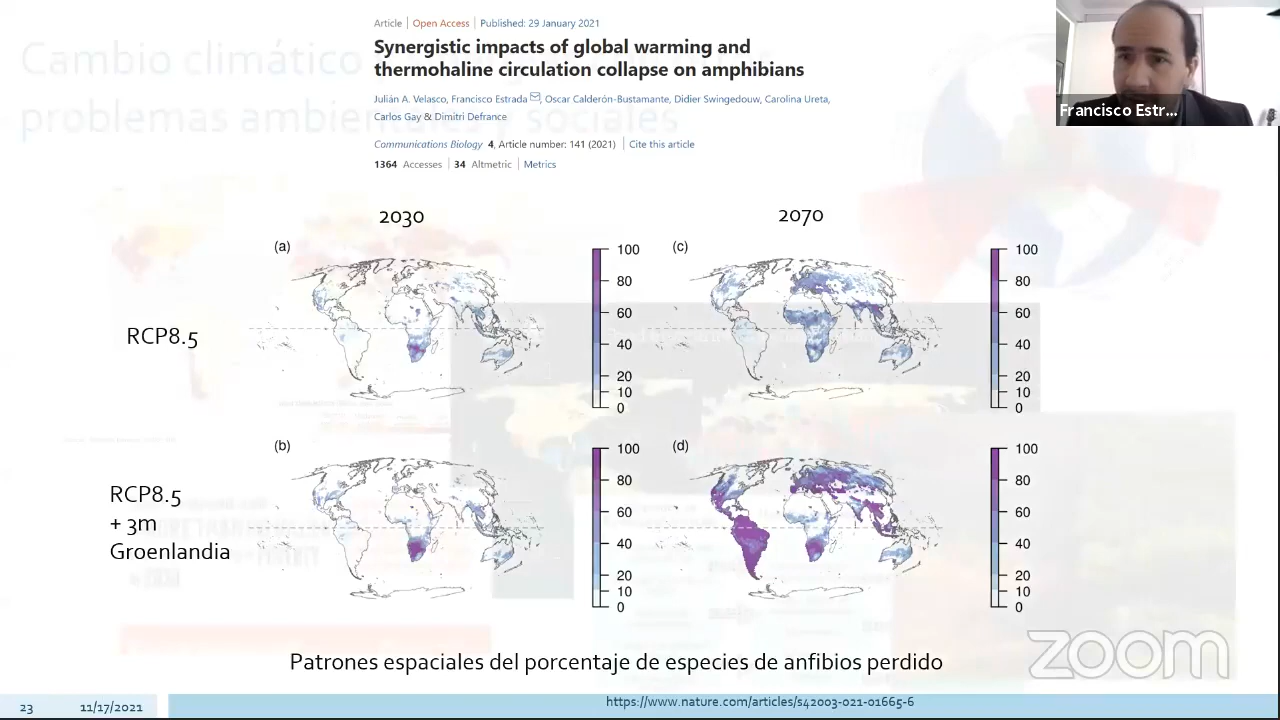 Article | Open Access | Published: 29 January 2021
Synergistic impacts of global warming and
thermohaline circulation collapse on amphibians
Julián A. Velasco, Francisco Estrada, Oscar Calderón-Bustamante, Didier Swingedouw, Carolina Ureta,
Carlos Gay & Dimitri Defrance
Communications Biology 4, Article number: 141 (2021) | Cite this article
1364 Accesses | 34 Altmetric | Metrics
Cambio climático
problemas ambie sociales
Francisco Estr...
2030
2070
(a)
100
80
60
40
20
10
0
(c)
100
80
60
40
20
10
0
RCP8.5
(b)
100
80
60
40
20
10
0
(d)
100
80
60
40
20
10
0
RCP8.5
+ 3m
Groenlandia
Patrones espaciales del porcentaje de especies de anfibios perdido
zoom
23
11/17/2021
https://www.nature.com/articles/s42003-021-01665-6